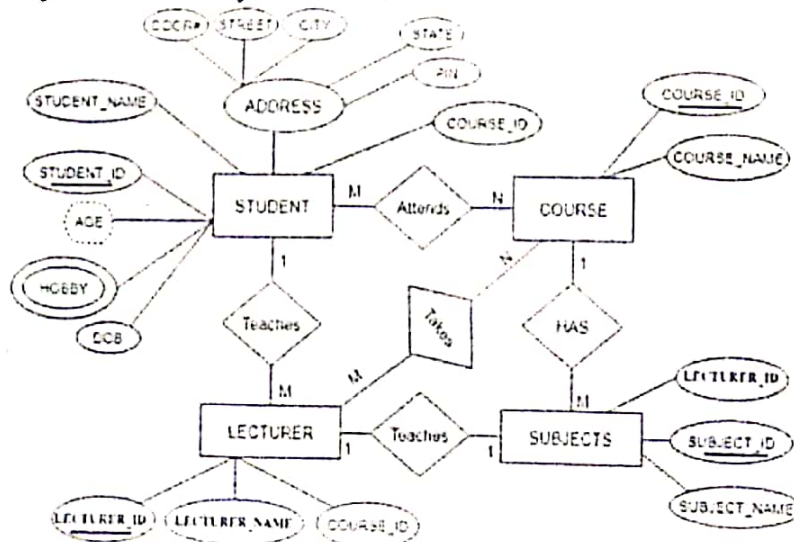 DOOR# STREET CITY
STATE
PIN
STUDENT_NAME
ADDRESS
COURSE_ID
COURSE_ID
STUDENT_ID
COURSE_NAME
AGE
STUDENT
M
Attends
N
COURSE
HOBBY
1
N
1
DOB
Teaches
Takes
HAS
M
M
M
LECTURER_ID
LECTURER
1
Teaches
1
SUBJECTS
SUBJECT_ID
SUBJECT_NAME
LECTURER_ID
LECTURER_NAME
COURSE_ID